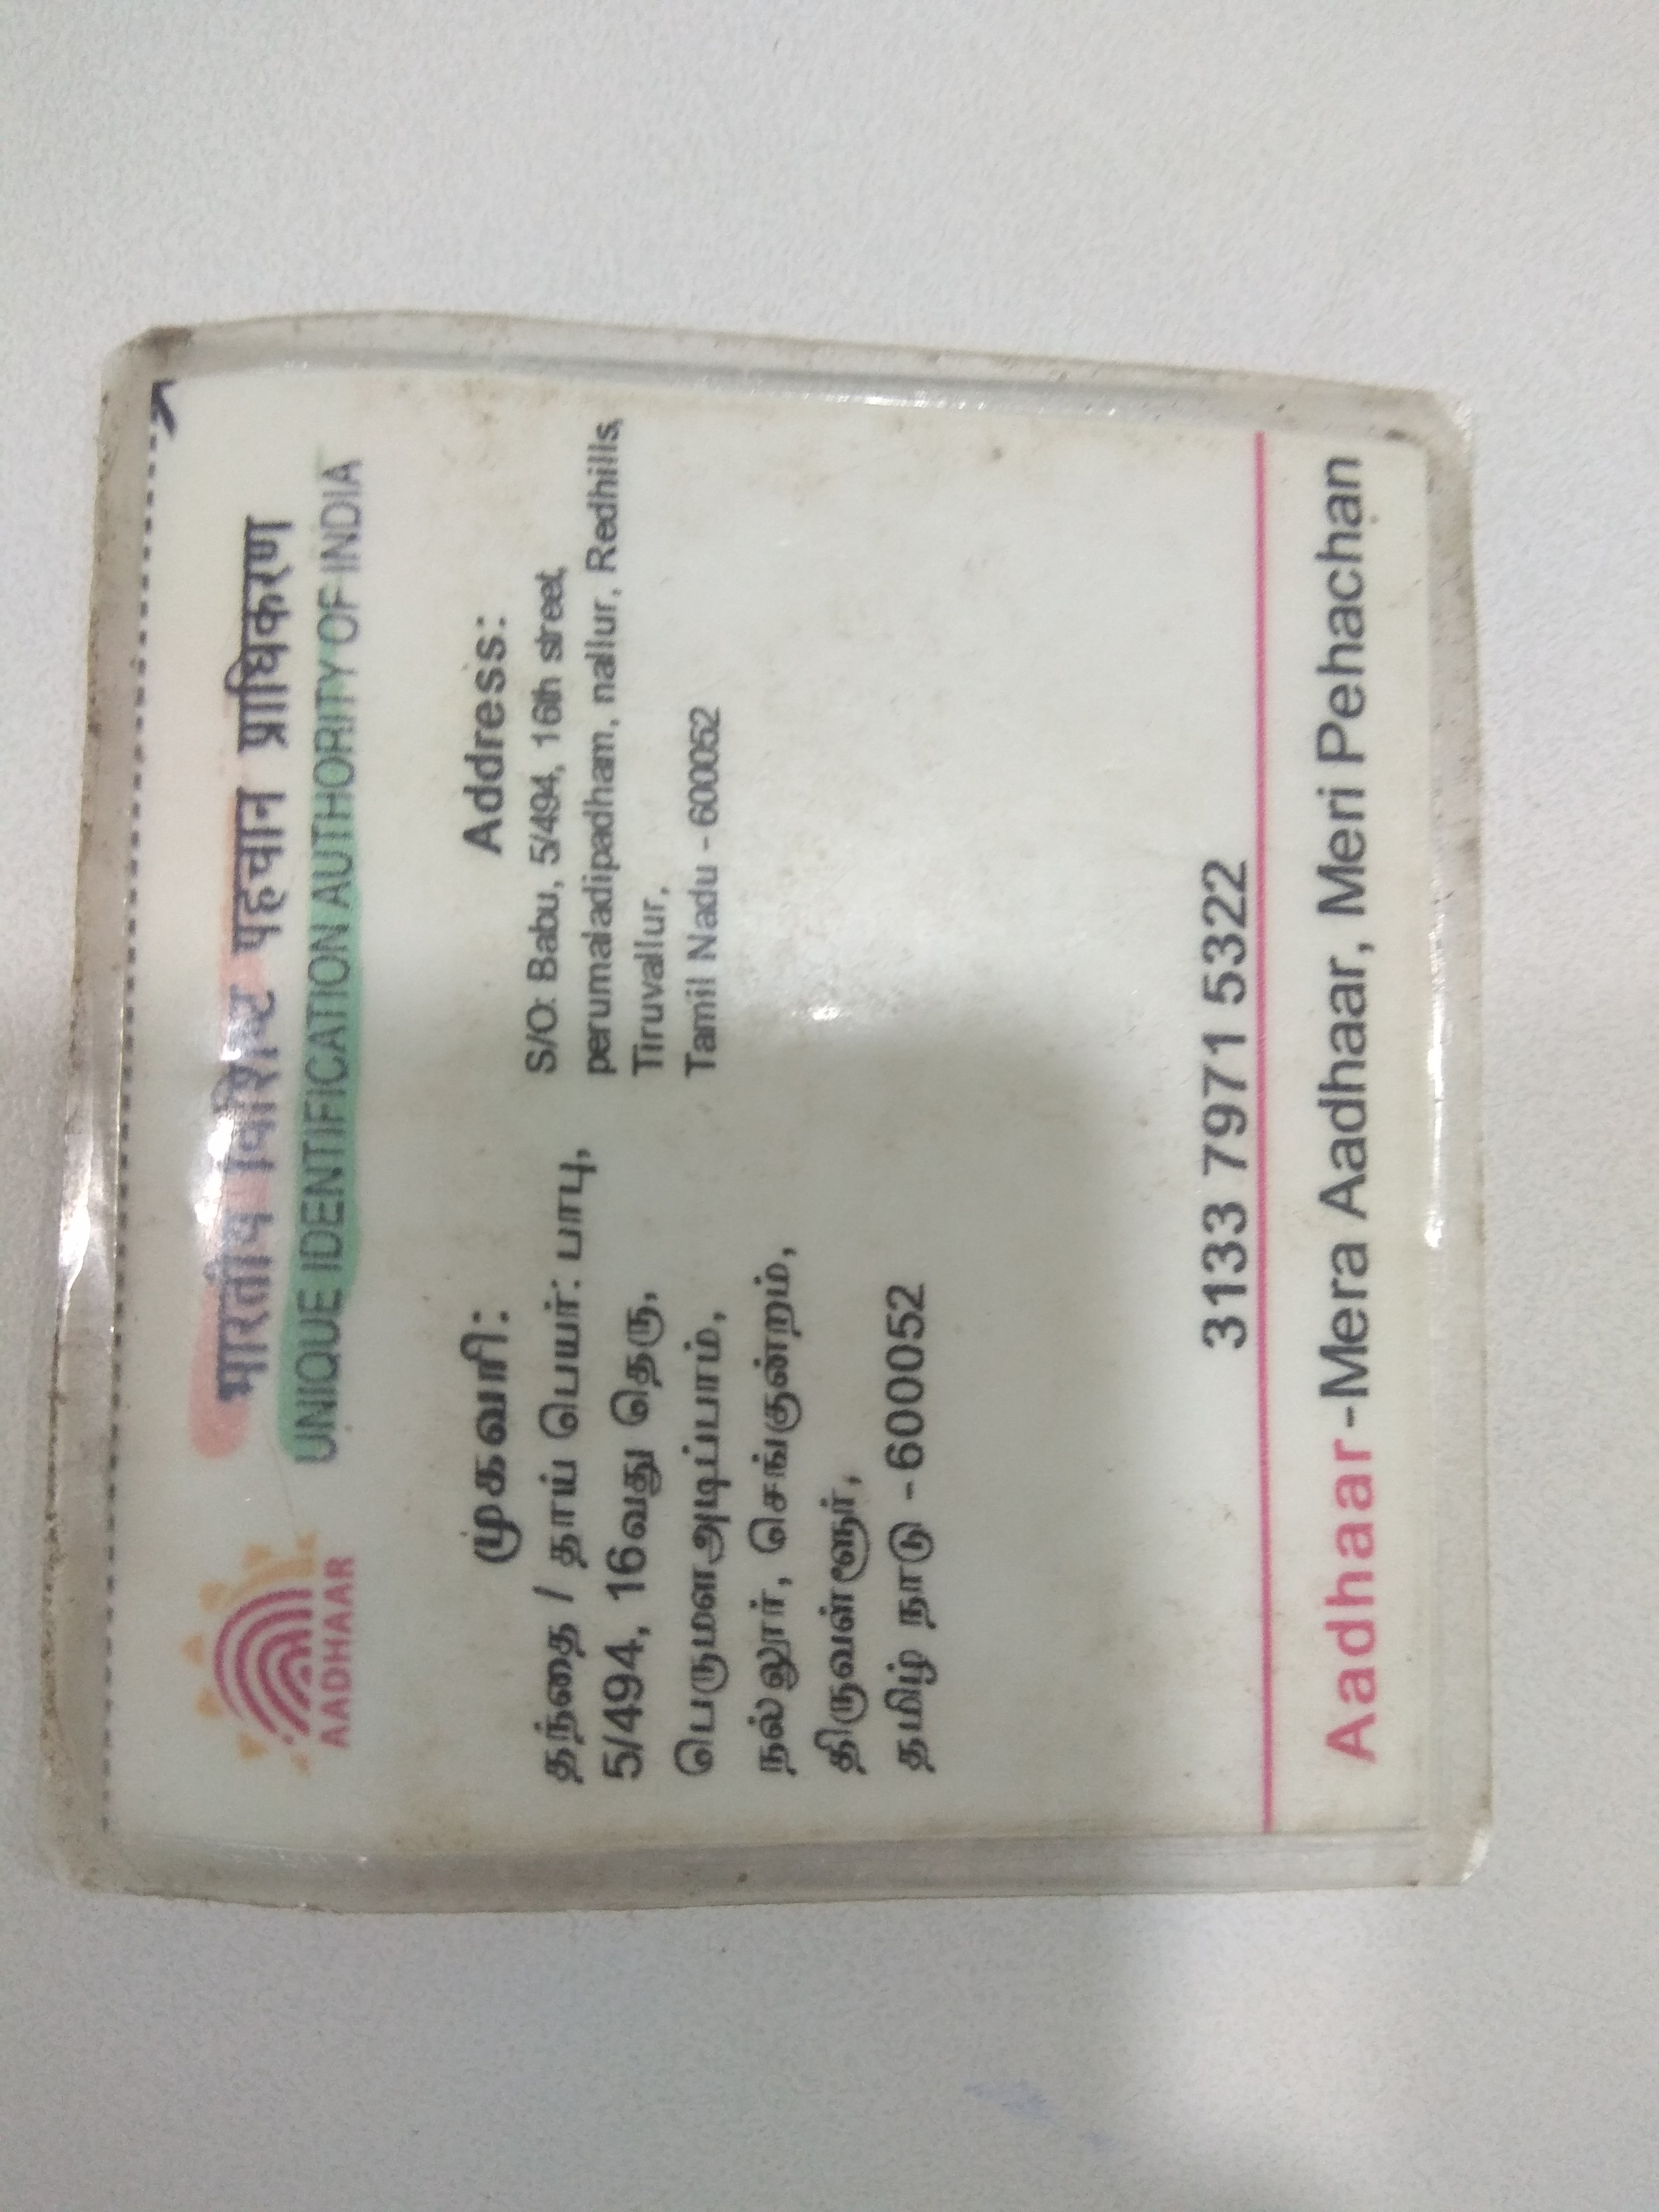 भारतीय विशिष्ट पहचान प्राधिकरण
UNIQUE IDENTIFICATION AUTHORITY OF INDIA
AADHAAR
முகவரி:
தந்தை / தாய் பெயர்: பாபு,
5/494, 16வது தெரு,
பெருமளஅடிப்பாம்,
நல்லூர், செங்குன்றம்,
திருவள்ளூர்,
தமிழ் நாடு - 600052
Address:
S/O: Babu, 5/494, 16th street,
perumaladipadham, nallur, Redhills,
Tiruvallur,
Tamil Nadu - 600052
3133 7971 5322
Aadhaar-Mera Aadhaar, Meri Pehachan